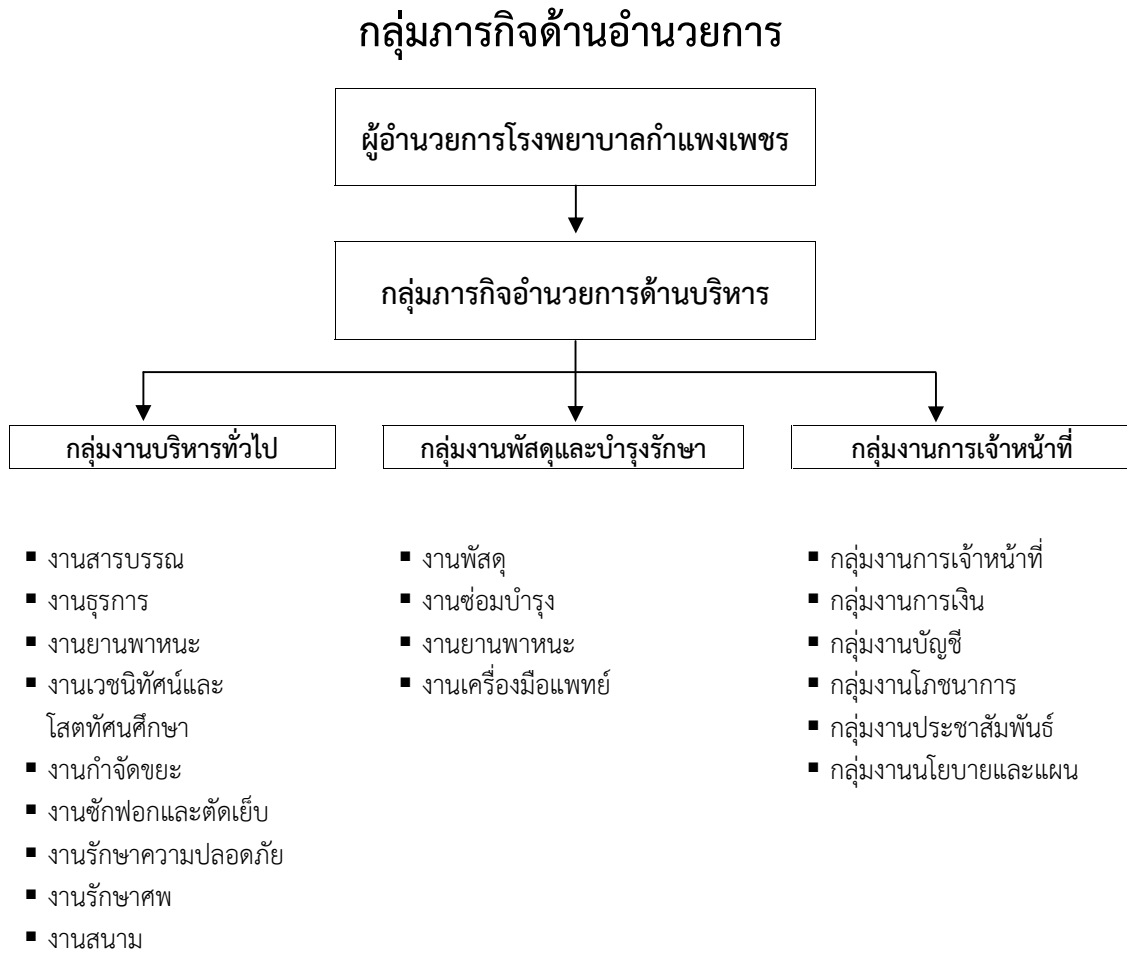 กลุ่มภารกิจด้านอำนวยการ
ผู้อำนวยการโรงพยาบาลกำแพงเพชร
กลุ่มภารกิจอำนวยการด้านบริหาร
กลุ่มงานบริหารทั่วไป
▪ งานสารบรรณ
▪ งานธุรการ
▪ งานยานพาหนะ
▪ งานเวชนิทัศน์และ
โสตทัศนศึกษา
▪ งานกำจัดขยะ
▪ งานซักฟอกและตัดเย็บ
▪ งานรักษาความปลอดภัย
▪ งานรักษาศพ
▪ งานสนาม
กลุ่มงานพัสดุและบำรุงรักษา
▪ งานพัสดุ
▪ งานซ่อมบำรุง
▪ งานยานพาหนะ
▪ งานเครื่องมือแพทย์
กลุ่มงานการเจ้าหน้าที่
▪ กลุ่มงานการเจ้าหน้าที่
▪ กลุ่มงานการเงิน
▪ กลุ่มงานบัญชี
▪ กลุ่มงานโภชนาการ
▪ กลุ่มงานประชาสัมพันธ์
▪ กลุ่มงานนโยบายและแผน